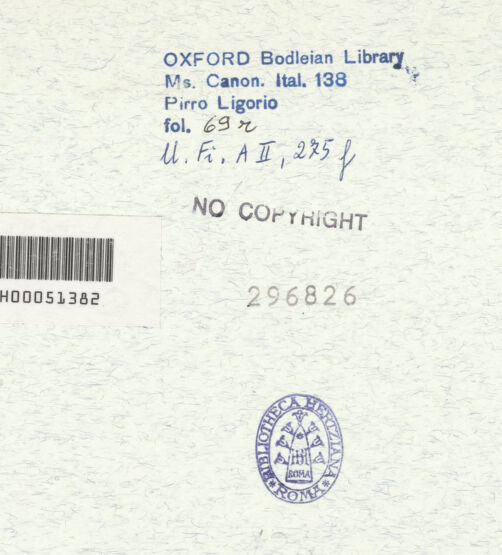 OXFORD Bodleian Library
Ms. Canon. Ital. 138
Pirro Ligorio
fol. 69 r
U. Fi. A II, 275 f
NO COPYRIGHT
H00051382
296826
BIBLIOTHECA HERTZIANA
ROMA
* ROMA *